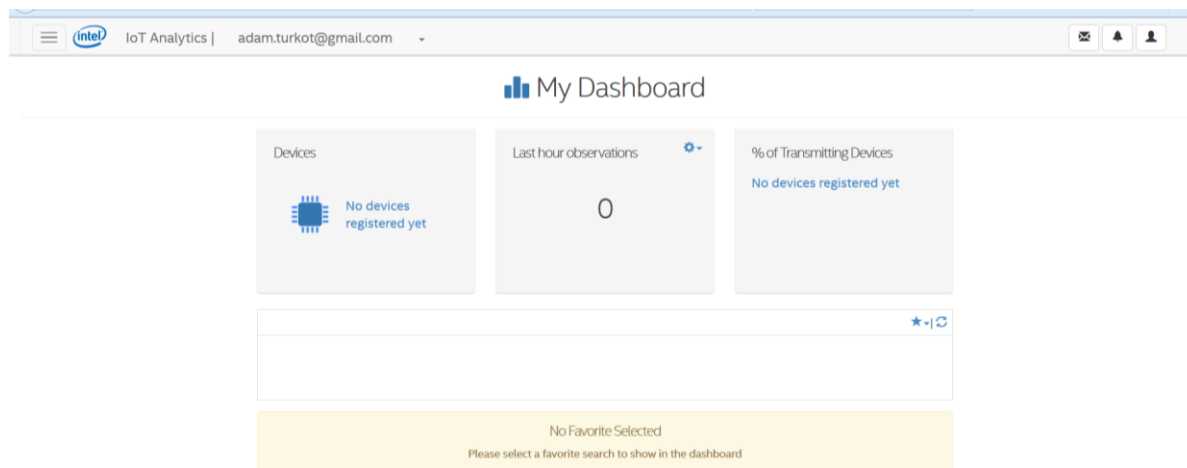 intel IoT Analytics | adam.turkot@gmail.com
My Dashboard
Devices
No devices
registered yet
Last hour observations
0
% of Transmitting Devices
No devices registered yet
No Favorite Selected
Please select a favorite search to show in the dashboard